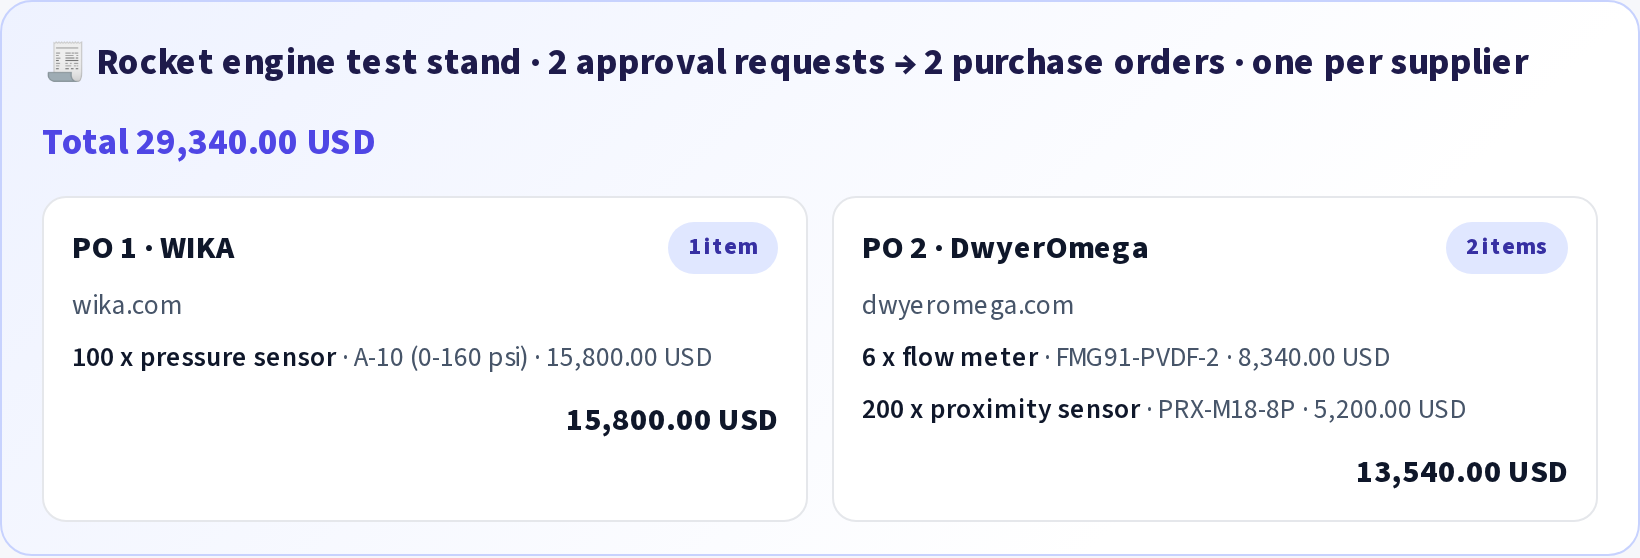 Rocket engine test stand · 2 approval requests → 2 purchase orders · one per supplier
Total 29,340.00 USD
PO 1 · WIKA
1 item
wika.com
100 x pressure sensor · A-10 (0-160 psi) · 15,800.00 USD
15,800.00 USD
PO 2 · DwyerOmega
2 items
dwyeromega.com
6 x flow meter · FMG91-PVDF-2 · 8,340.00 USD
200 x proximity sensor · PRX-M18-8P · 5,200.00 USD
13,540.00 USD